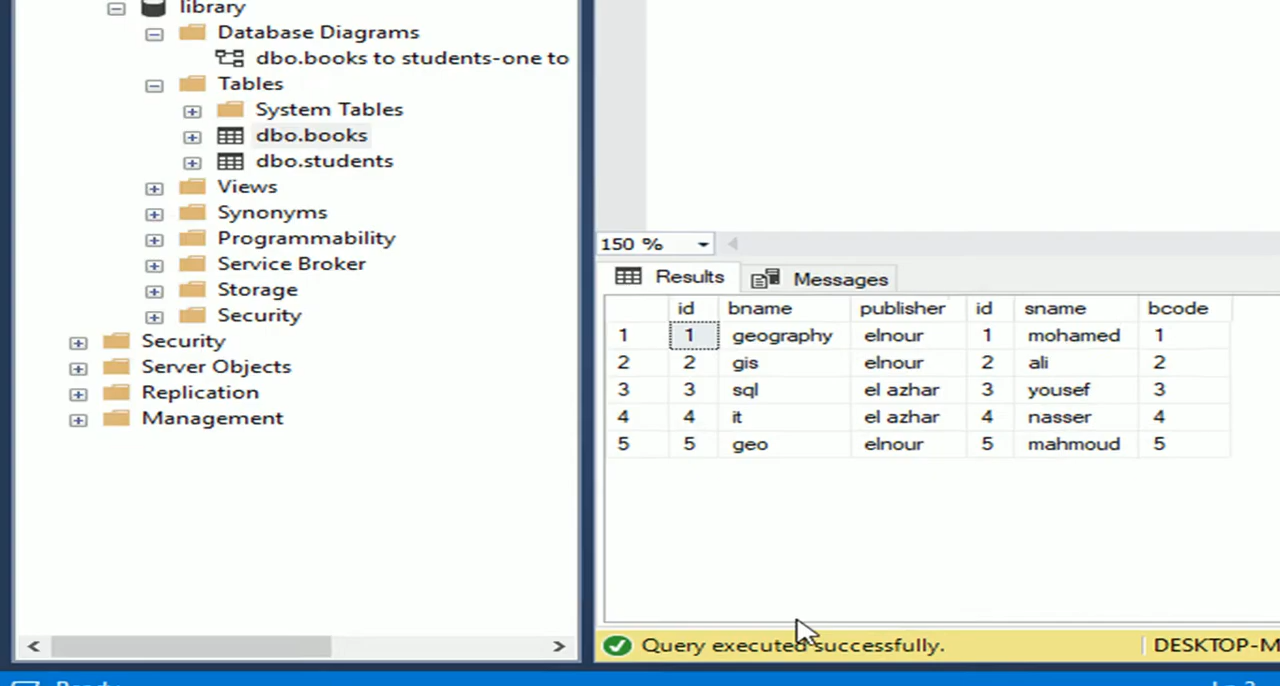 library
Database Diagrams
dbo.books to students-one to
Tables
System Tables
dbo.books
dbo.students
Views
Synonyms
Programmability
Service Broker
Storage
Security
Security
Server Objects
Replication
Management
150 %
Results Messages
id bname publisher id sname bcode
1 1 geography elnour 1 mohamed 1
2 2 gis elnour 2 ali 2
3 3 sql el azhar 3 yousef 3
4 4 it el azhar 4 nasser 4
5 5 geo elnour 5 mahmoud 5
Query executed successfully. DESKTOP-M